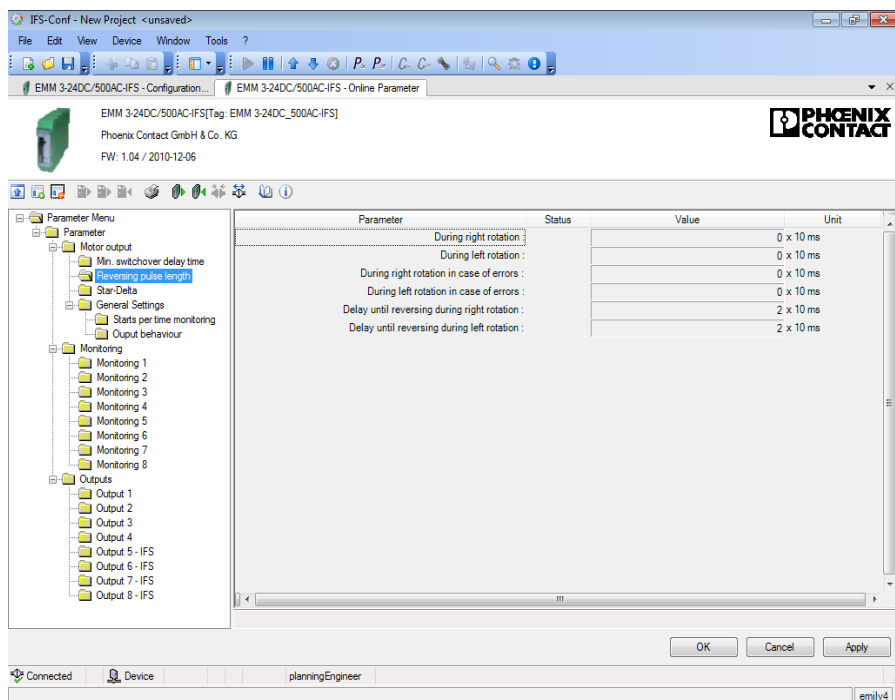 IFS-Conf - New Project <unsaved>
File Edit View Device Window Tools ?
EMM 3-24DC/500AC-IFS - Configuration... EMM 3-24DC/500AC-IFS - Online Parameter
EMM 3-24DC/500AC-IFS[Tag: EMM 3-24DC_500AC-IFS]
Phoenix Contact GmbH & Co. KG
FW: 1.04 / 2010-12-06
PHŒNIX
CONTACT
Parameter Menu
Parameter
Motor output
Min. switchover delay time
Reversing pulse length
Star-Delta
General Settings
Starts per time monitoring
Ouput behaviour
Monitoring
Monitoring 1
Monitoring 2
Monitoring 3
Monitoring 4
Monitoring 5
Monitoring 6
Monitoring 7
Monitoring 8
Outputs
Output 1
Output 2
Output 3
Output 4
Output 5 - IFS
Output 6 - IFS
Output 7 - IFS
Output 8 - IFS
Parameter Status Value Unit
During right rotation : 0 x 10 ms
During left rotation : 0 x 10 ms
During right rotation in case of errors : 0 x 10 ms
During left rotation in case of errors : 0 x 10 ms
Delay until reversing during right rotation : 2 x 10 ms
Delay until reversing during left rotation : 2 x 10 ms
OK Cancel Apply
Connected Device planningEngineer
emily4